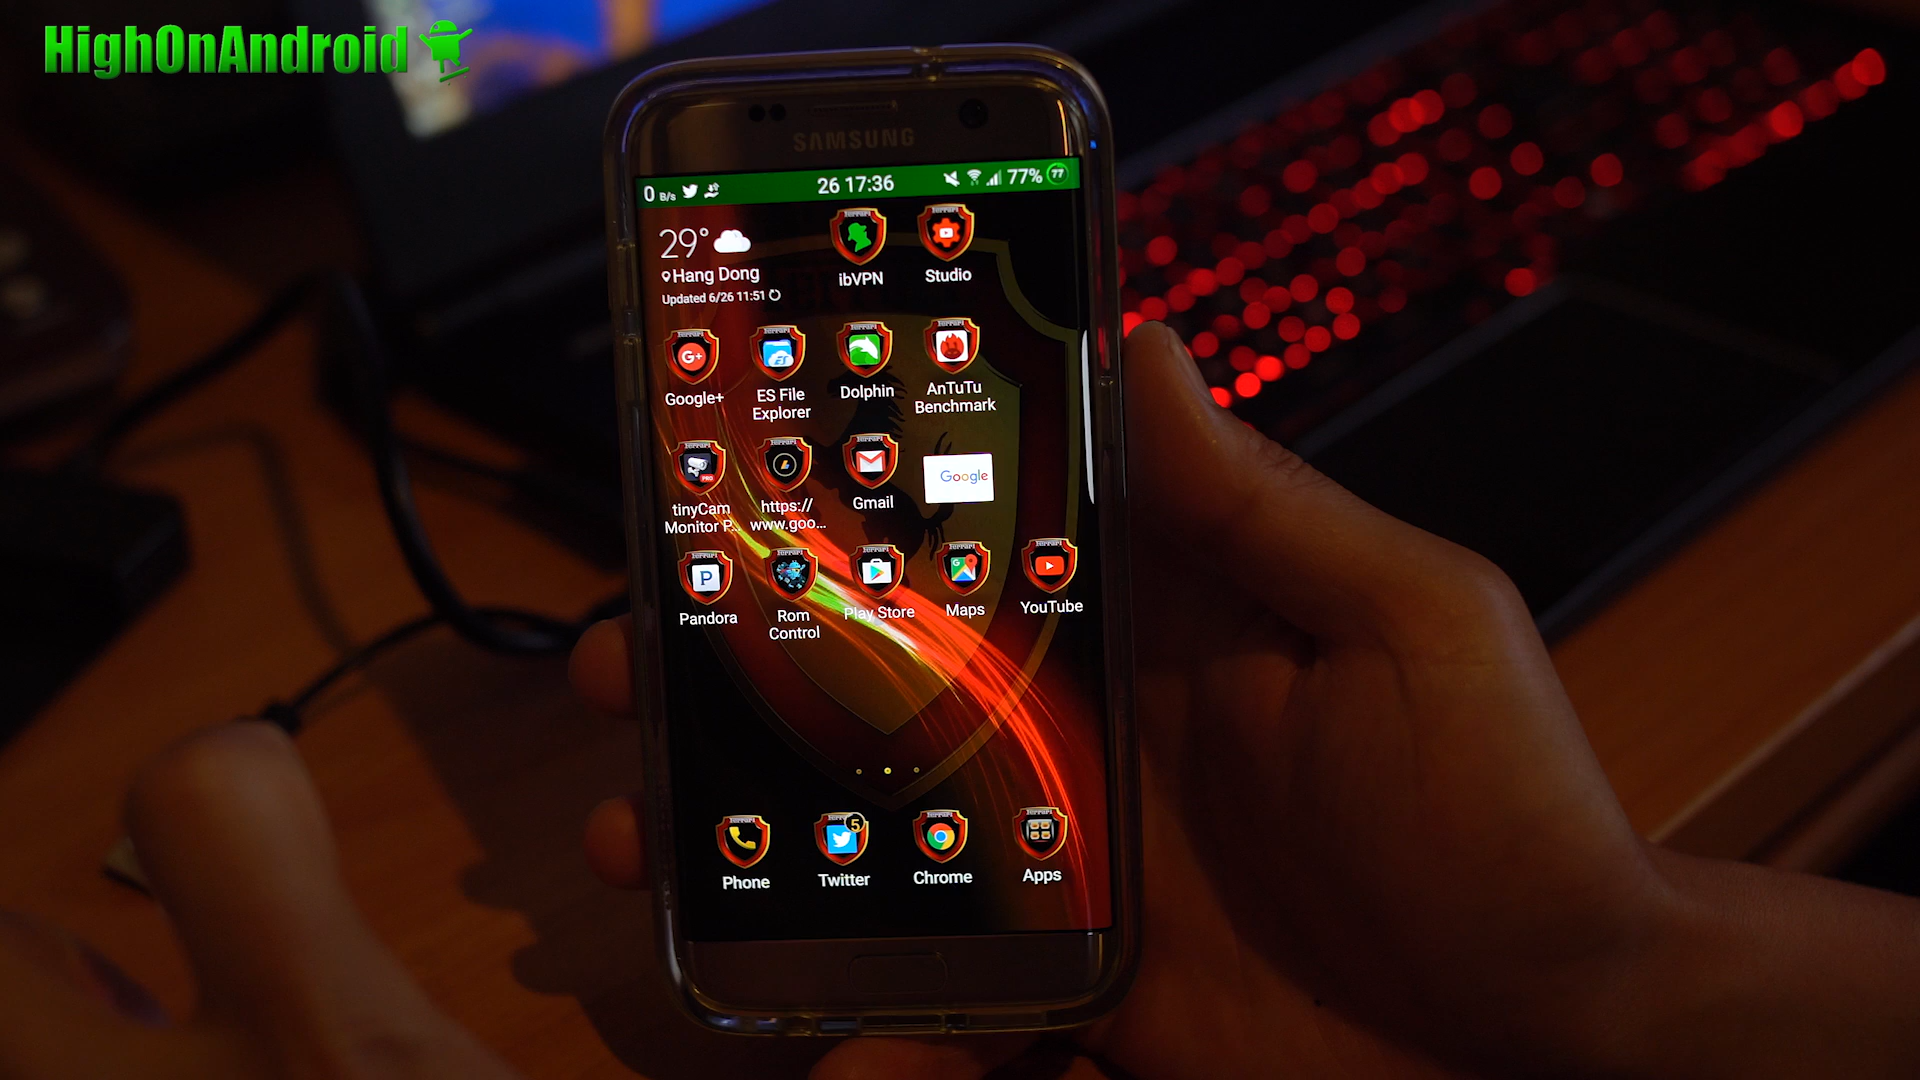 HighOnAndroid
SAMSUNG
0 B/s 26 17:36 77% 77
29°
Hang Dong
Updated 6/26 11:51
ibVPN Studio
Google+ ES File Explorer Dolphin AnTuTu Benchmark
tinyCam Monitor P... https://www.goo... Gmail Google
Pandora Rom Control Play Store Maps YouTube
5
Phone Twitter Chrome Apps